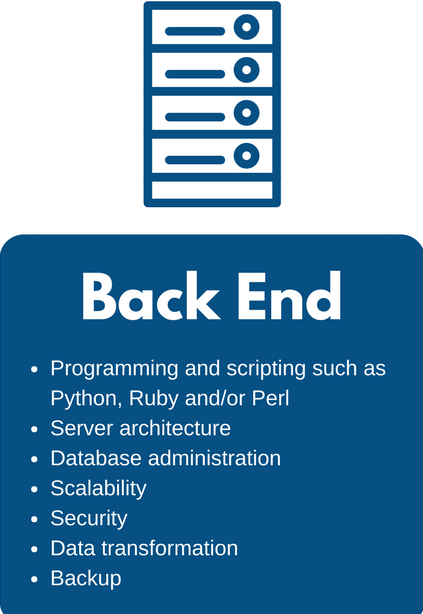 Back End
• Programming and scripting such as
Python, Ruby and/or Perl
• Server architecture
• Database administration
• Scalability
• Security
• Data transformation
• Backup